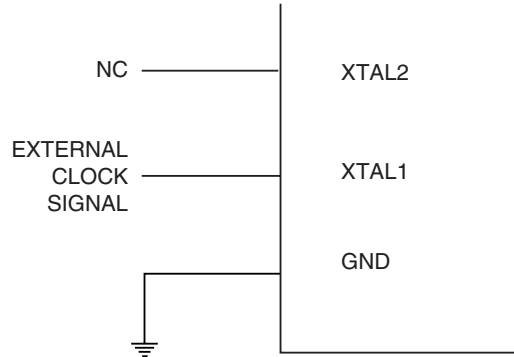 NC
XTAL2
EXTERNAL
CLOCK
SIGNAL
XTAL1
GND